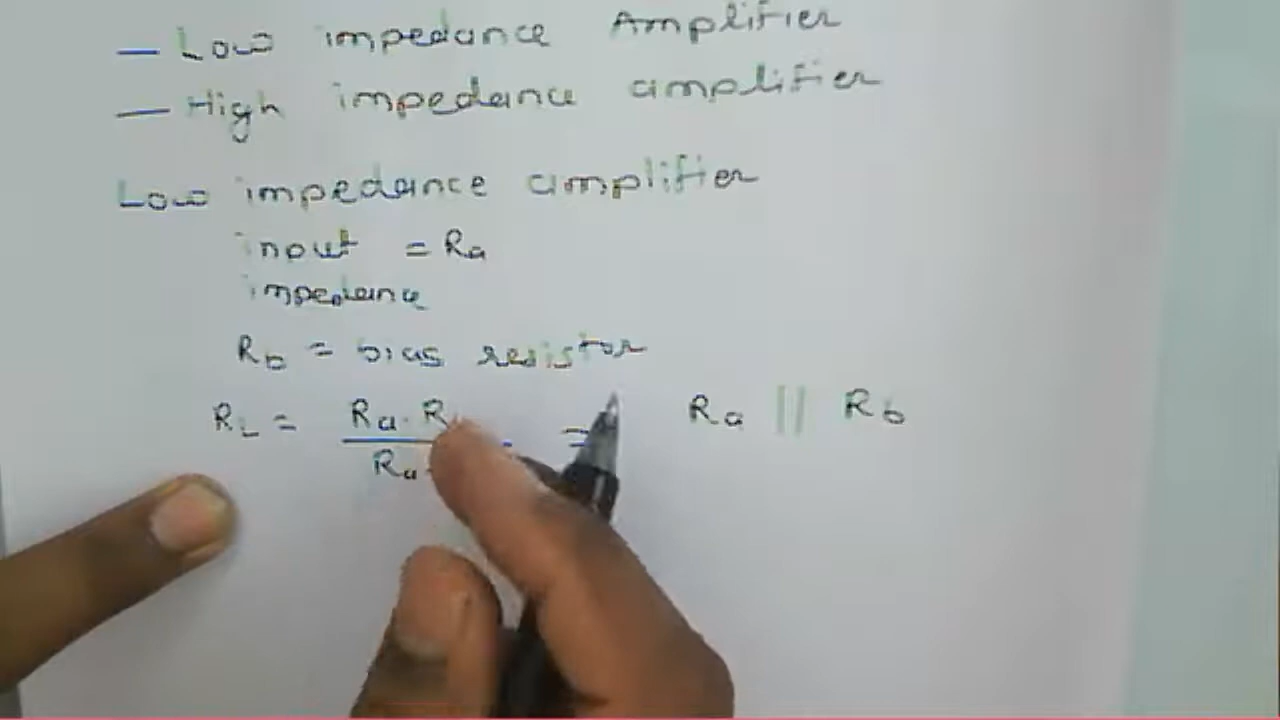 — Low impedance Amplifier
— High impedance amplifier
Low impedance amplifier
input = Ra
impedance
Rb = bias resistor
RL = Ra . R = Ra || Rb
Ra